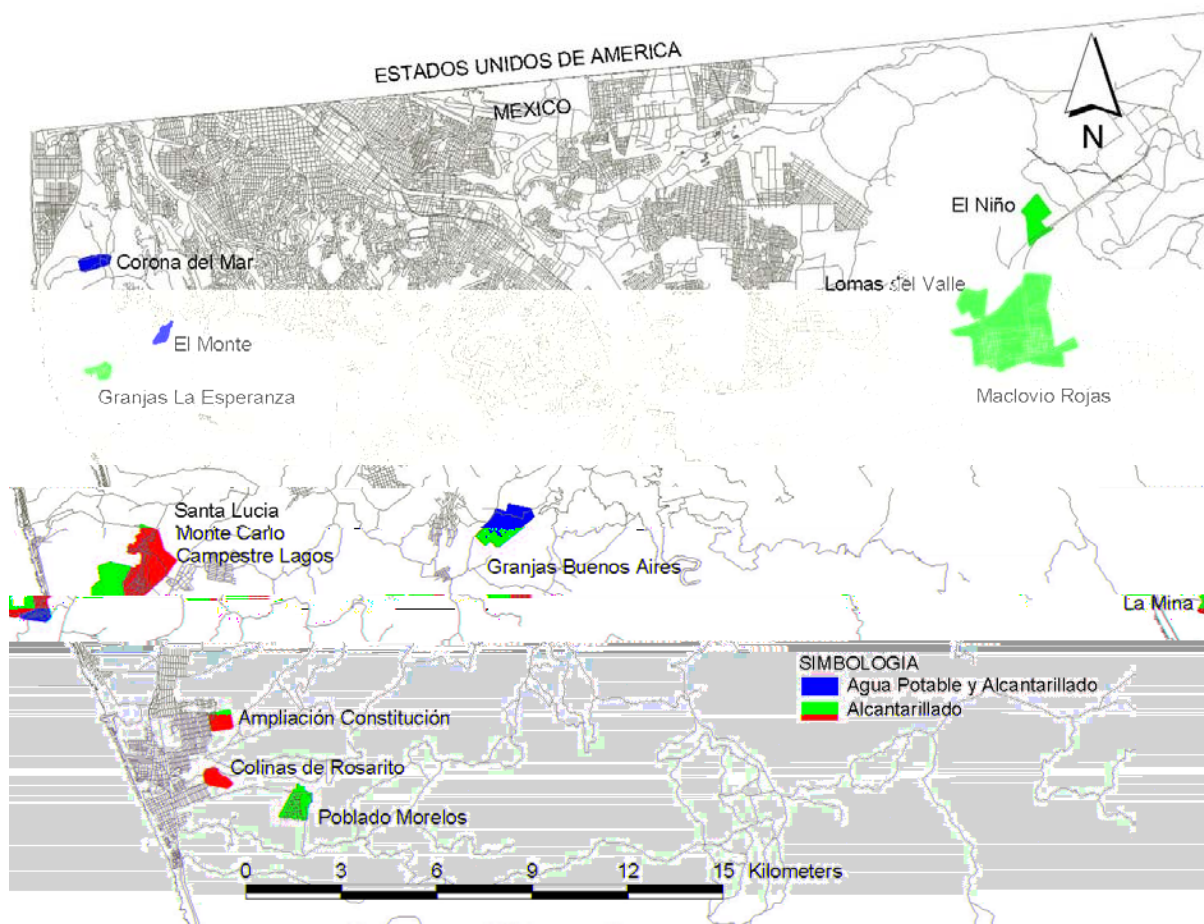 ESTADOS UNIDOS DE AMERICA
MEXICO
N
El Niño
Corona del Mar
Lomas del Valle
El Monte
Granjas La Esperanza
Maclovio Rojas
Santa Lucia
Monte Carlo
Campestre Lagos
Granjas Buenos Aires
La Mina
SIMBOLOGIA
Agua Potable y Alcantarillado
Alcantarillado
Ampliación Constitución
Colinas de Rosarito
Poblado Morelos
0 3 6 9 12 15 Kilometers